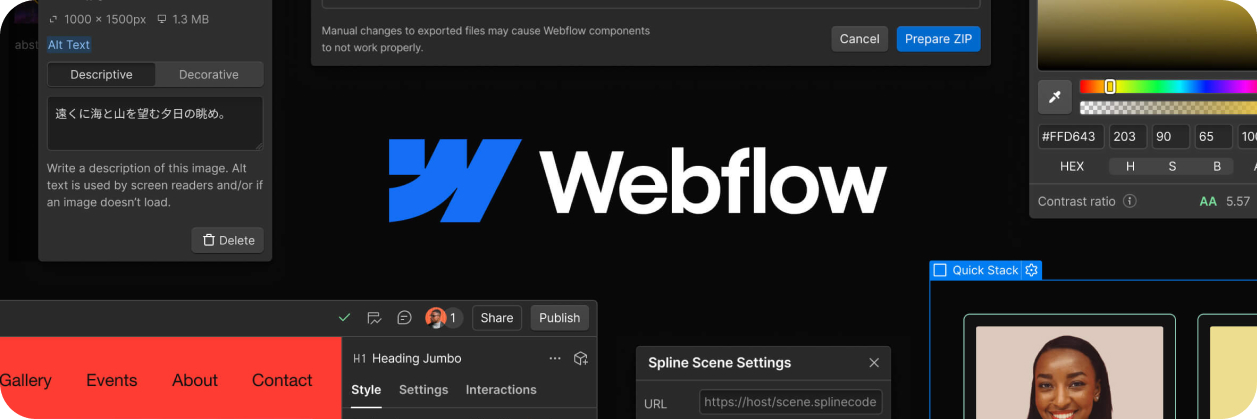 1000 × 1500px 1.3 MB
abst
Alt Text
Descriptive Decorative
遠くに海と山を望む夕日の眺め。
Write a description of this image. Alt
text is used by screen readers and/or if
an image doesn't load.
Delete
Manual changes to exported files may cause Webflow components
to not work properly.
Cancel Prepare ZIP
Webflow
#FFD643 203 90 65 100
HEX H S B A
Contrast ratio AA 5.57
Quick Stack
1 Share Publish
Gallery Events About Contact
H1 Heading Jumbo
Style Settings Interactions
Spline Scene Settings
URL https://host/scene.splinecode